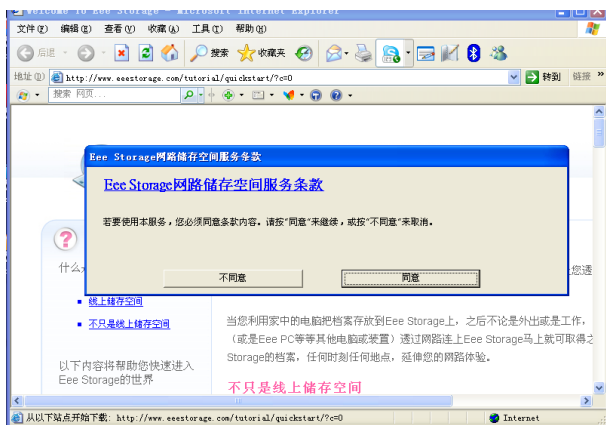 Welcome To Eee Storage - Microsoft Internet Explorer
文件(F) 编辑(E) 查看(V) 收藏(A) 工具(T) 帮助(H)
后退 搜索 收藏夹
地址(D) http://www.eeestorage.com/tutorial/quickstart/?c=0 转到 链接 »
搜索 网页...
Eee Storage网路储存空间服务条款
Eee Storage网路储存空间服务条款
若要使用本服务，您必须同意条款内容。请按"同意"来继续，或按"不同意"来取消。
不同意 同意
什么 您透
线上储存空间
不只是线上储存空间
当您利用家中的电脑把档案存放到Eee Storage上，之后不论是外出或是工作，
（或是Eee PC等等其他电脑或装置）透过网路连上Eee Storage马上就可取得之
Storage的档案，任何时刻任何地点，延伸您的网路体验。
以下内容将帮助您快速进入
Eee Storage的世界
不只是线上储存空间
从以下站点开始下载: http://www.eeestorage.com/tutorial/quickstart/?c=0 Internet